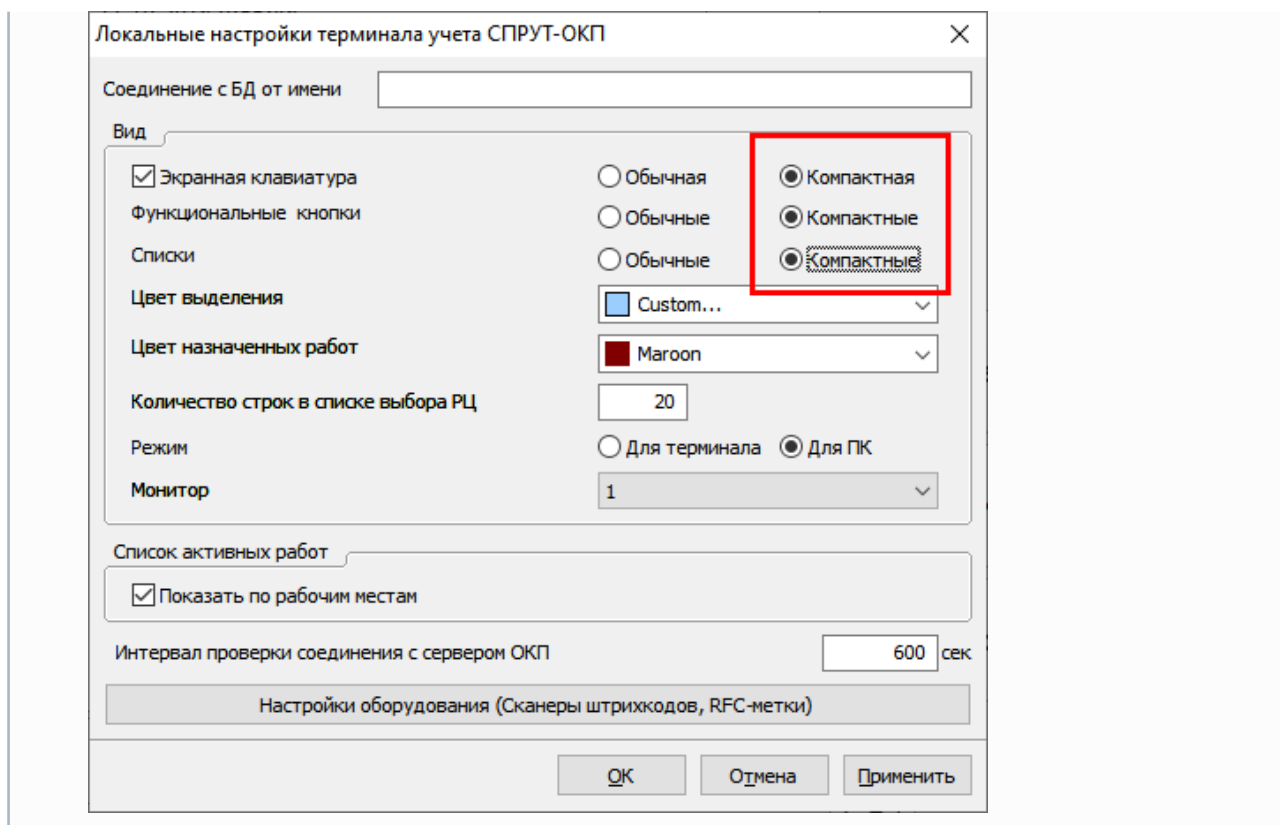 Локальные настройки терминала учета СПРУТ-ОКП
Соединение с БД от имени
Вид
Экранная клавиатура Обычная Компактная
Функциональные кнопки Обычные Компактные
Списки Обычные Компактные
Цвет выделения Custom...
Цвет назначенных работ Maroon
Количество строк в списке выбора РЦ 20
Режим Для терминала Для ПК
Монитор 1
Список активных работ
Показать по рабочим местам
Интервал проверки соединения с сервером ОКП 600 сек
Настройки оборудования (Сканеры штрихкодов, RFC-метки)
ОК Отмена Применить